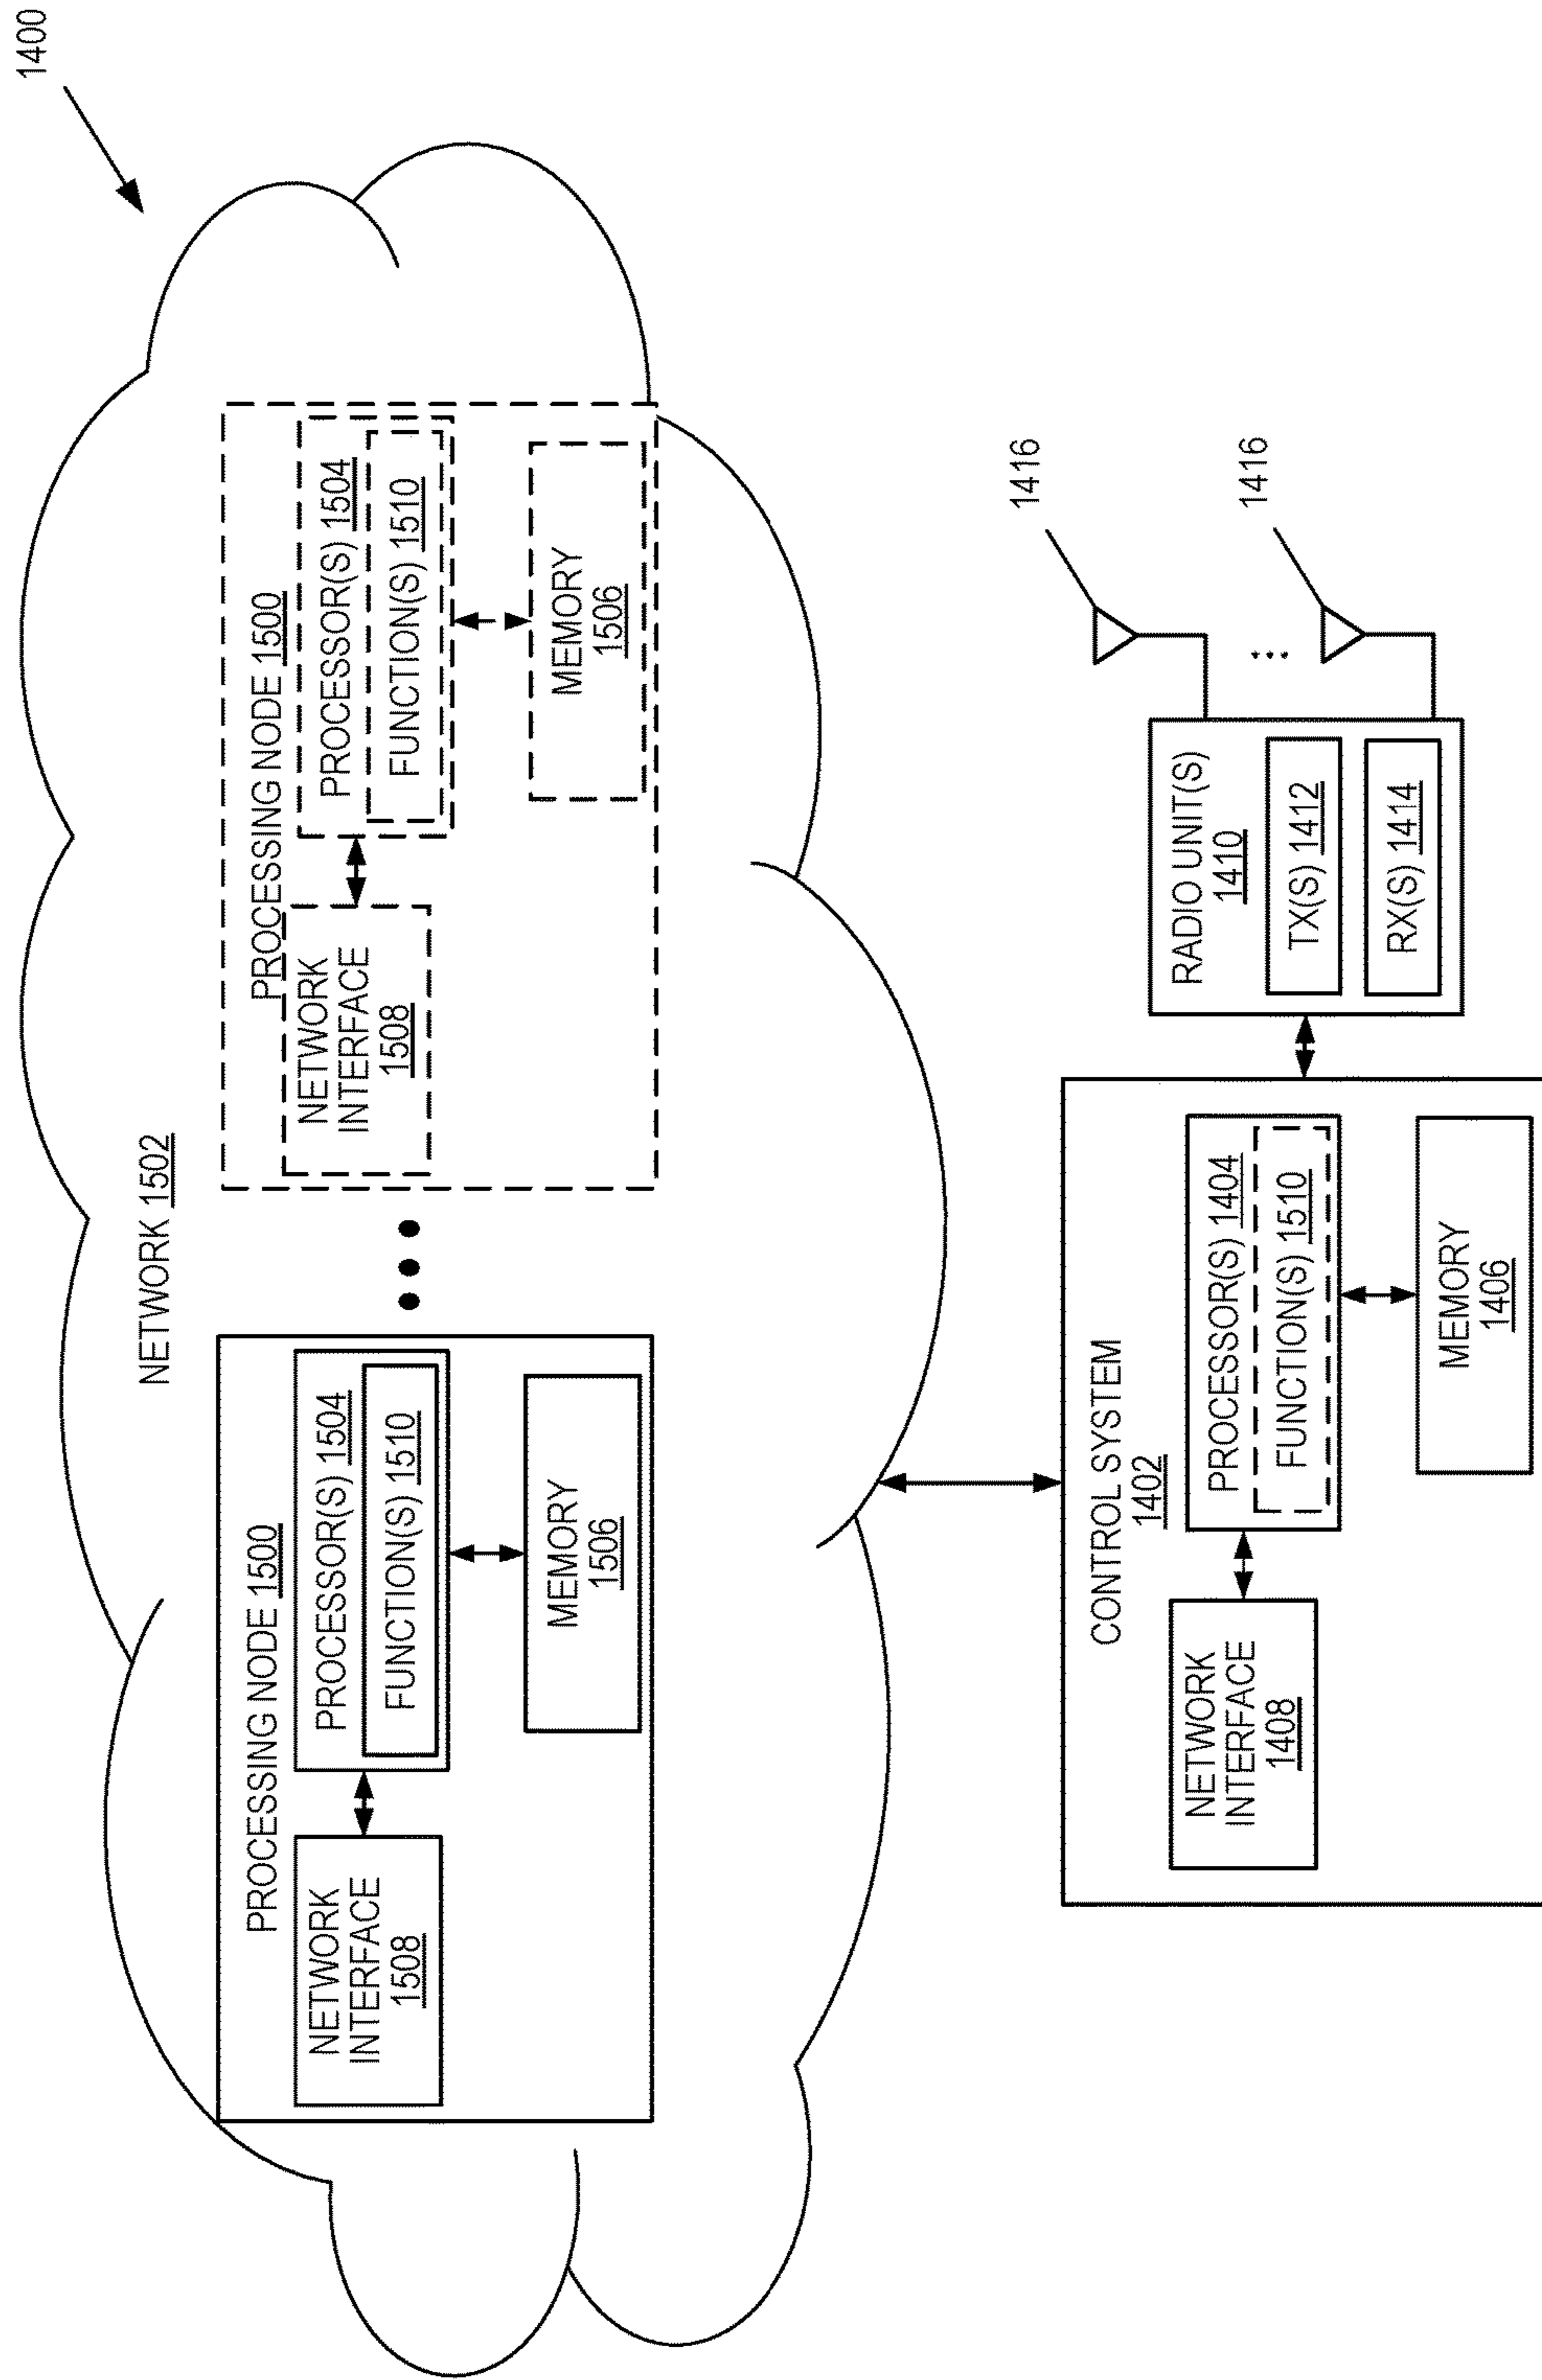 1400
NETWORK 1502
PROCESSING NODE 1500
NETWORK
INTERFACE
1508
PROCESSOR(S) 1504
FUNCTION(S) 1510
MEMORY
1506
PROCESSING NODE 1500
NETWORK
INTERFACE
1508
PROCESSOR(S) 1504
FUNCTION(S) 1510
MEMORY
1506
CONTROL SYSTEM
1402
NETWORK
INTERFACE
1408
PROCESSOR(S) 1404
FUNCTION(S) 1510
MEMORY
1406
RADIO UNIT(S)
1410
TX(S) 1412
RX(S) 1414
1416
1416